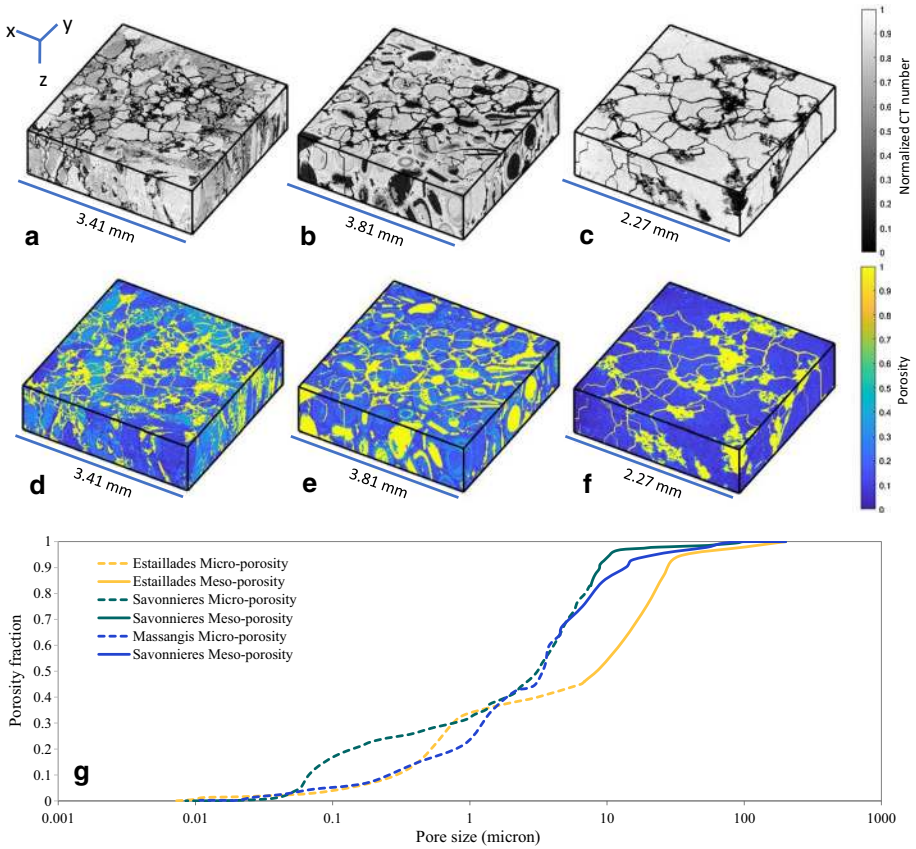 x
y
z
a
3.41 mm
b
3.81 mm
c
2.27 mm
1
0.9
0.8
0.7
0.6
0.5
0.4
0.3
0.2
0.1
0
Normalized CT number
d
3.41 mm
e
3.81 mm
f
2.27 mm
1
0.9
0.8
0.7
0.6
0.5
0.4
0.3
0.2
0.1
0
Porosity
Porosity fraction
1
0.9
0.8
0.7
0.6
0.5
0.4
0.3
0.2
0.1
0
Estaillades Micro-porosity
Estaillades Meso-porosity
Savonnieres Micro-porosity
Savonnieres Meso-porosity
Massangis Micro-porosity
Savonnieres Meso-porosity
g
0.001 0.01 0.1 1 10 100 1000
Pore size (micron)